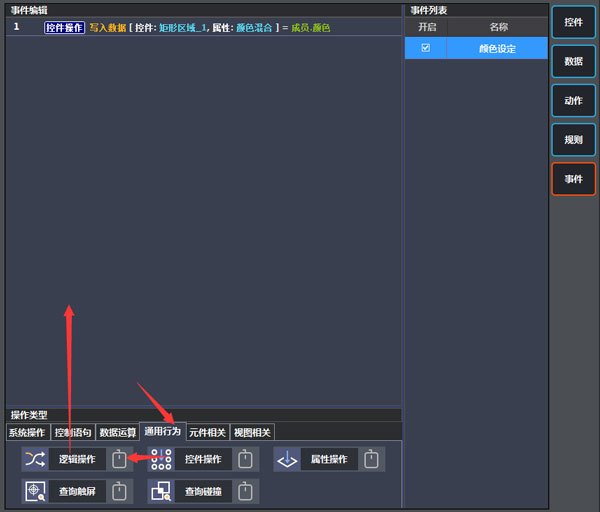 事件编辑
1 控件操作 写入数据 [ 控件: 矩形区域_1, 属性: 颜色混合 ] = 成员.颜色
事件列表
开启 名称
颜色设定
控件
数据
动作
规则
事件
操作类型
系统操作 控制语句 数据运算 通用行为 元件相关 视图相关
逻辑操作 控件操作 属性操作
查询触屏 查询碰撞